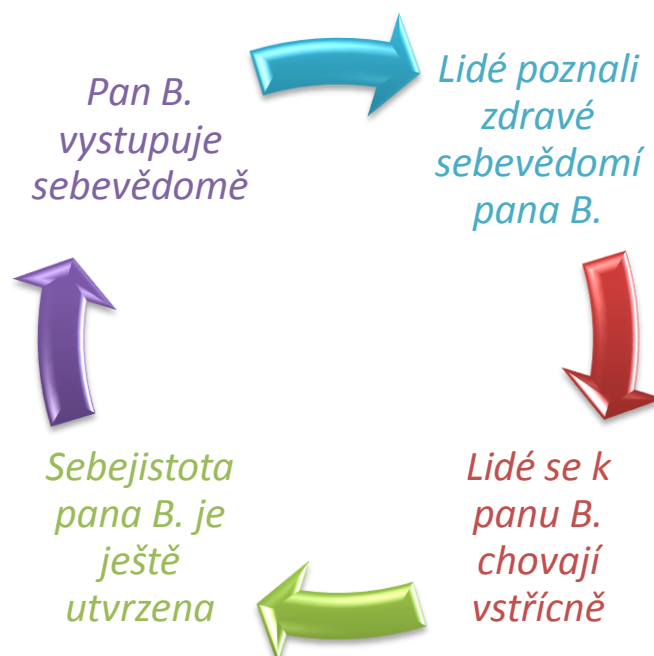 Pan B.
vystupuje
sebevědomě
Lidé poznali
zdravé
sebevědomí
pana B.
Lidé se k
panu B.
chovají
vstřícně
Sebejistota
pana B. je
ještě
utvrzena